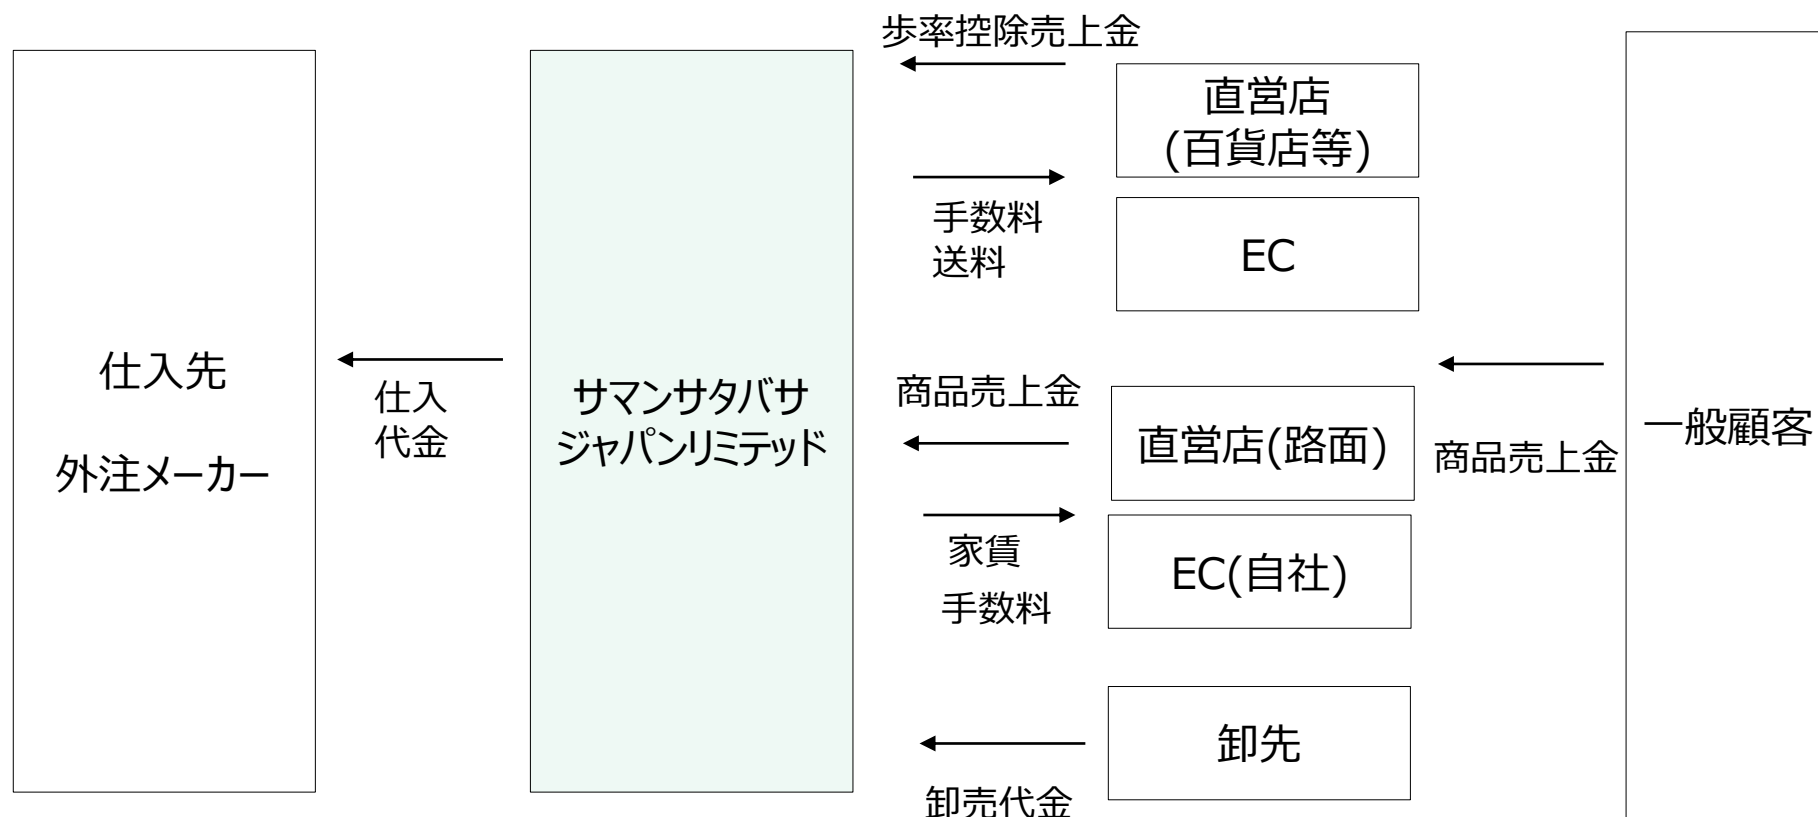 仕入先
外注メーカー
仕入
代金
サマンサタバサ
ジャパンリミテッド
歩率控除売上金
手数料
送料
商品売上金
家賃
手数料
卸売代金
直営店
(百貨店等)
EC
直営店(路面)
EC(自社)
卸先
商品売上金
一般顧客